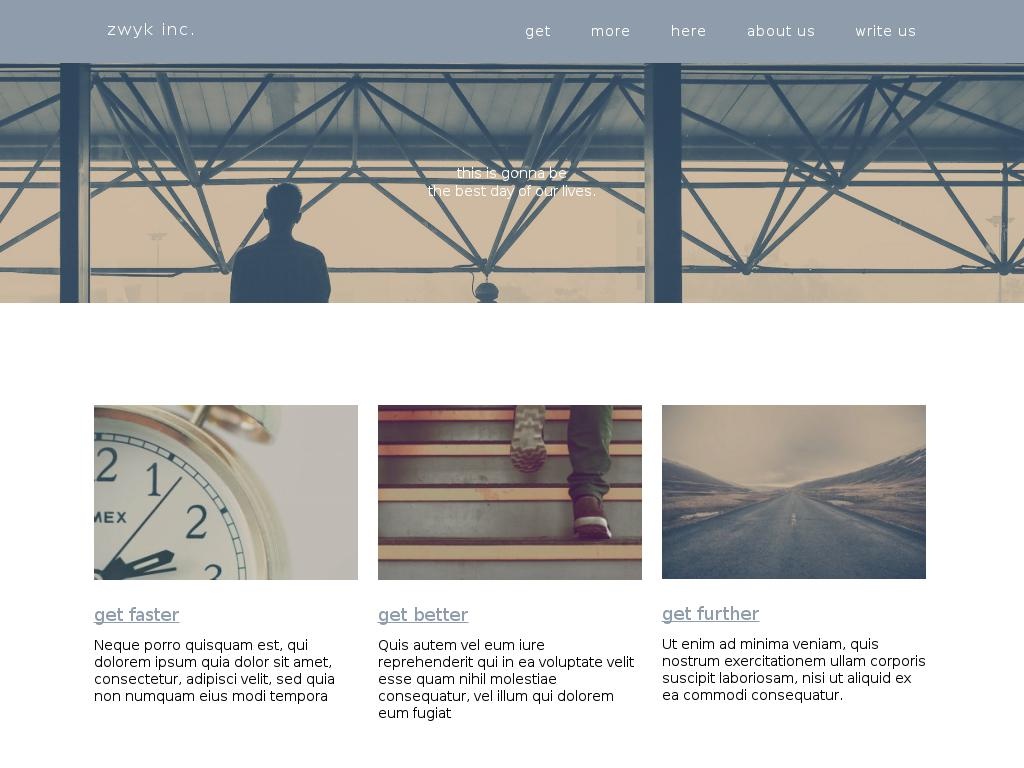 zwyk inc.
get more here about us write us
this is gonna be
the best day of our lives.
12
1
2
3
MEX
get faster
Neque porro quisquam est, qui
dolorem ipsum quia dolor sit amet,
consectetur, adipisci velit, sed quia
non numquam eius modi tempora
get better
Quis autem vel eum iure
reprehenderit qui in ea voluptate velit
esse quam nihil molestiae
consequatur, vel illum qui dolorem
eum fugiat
get further
Ut enim ad minima veniam, quis
nostrum exercitationem ullam corporis
suscipit laboriosam, nisi ut aliquid ex
ea commodi consequatur.